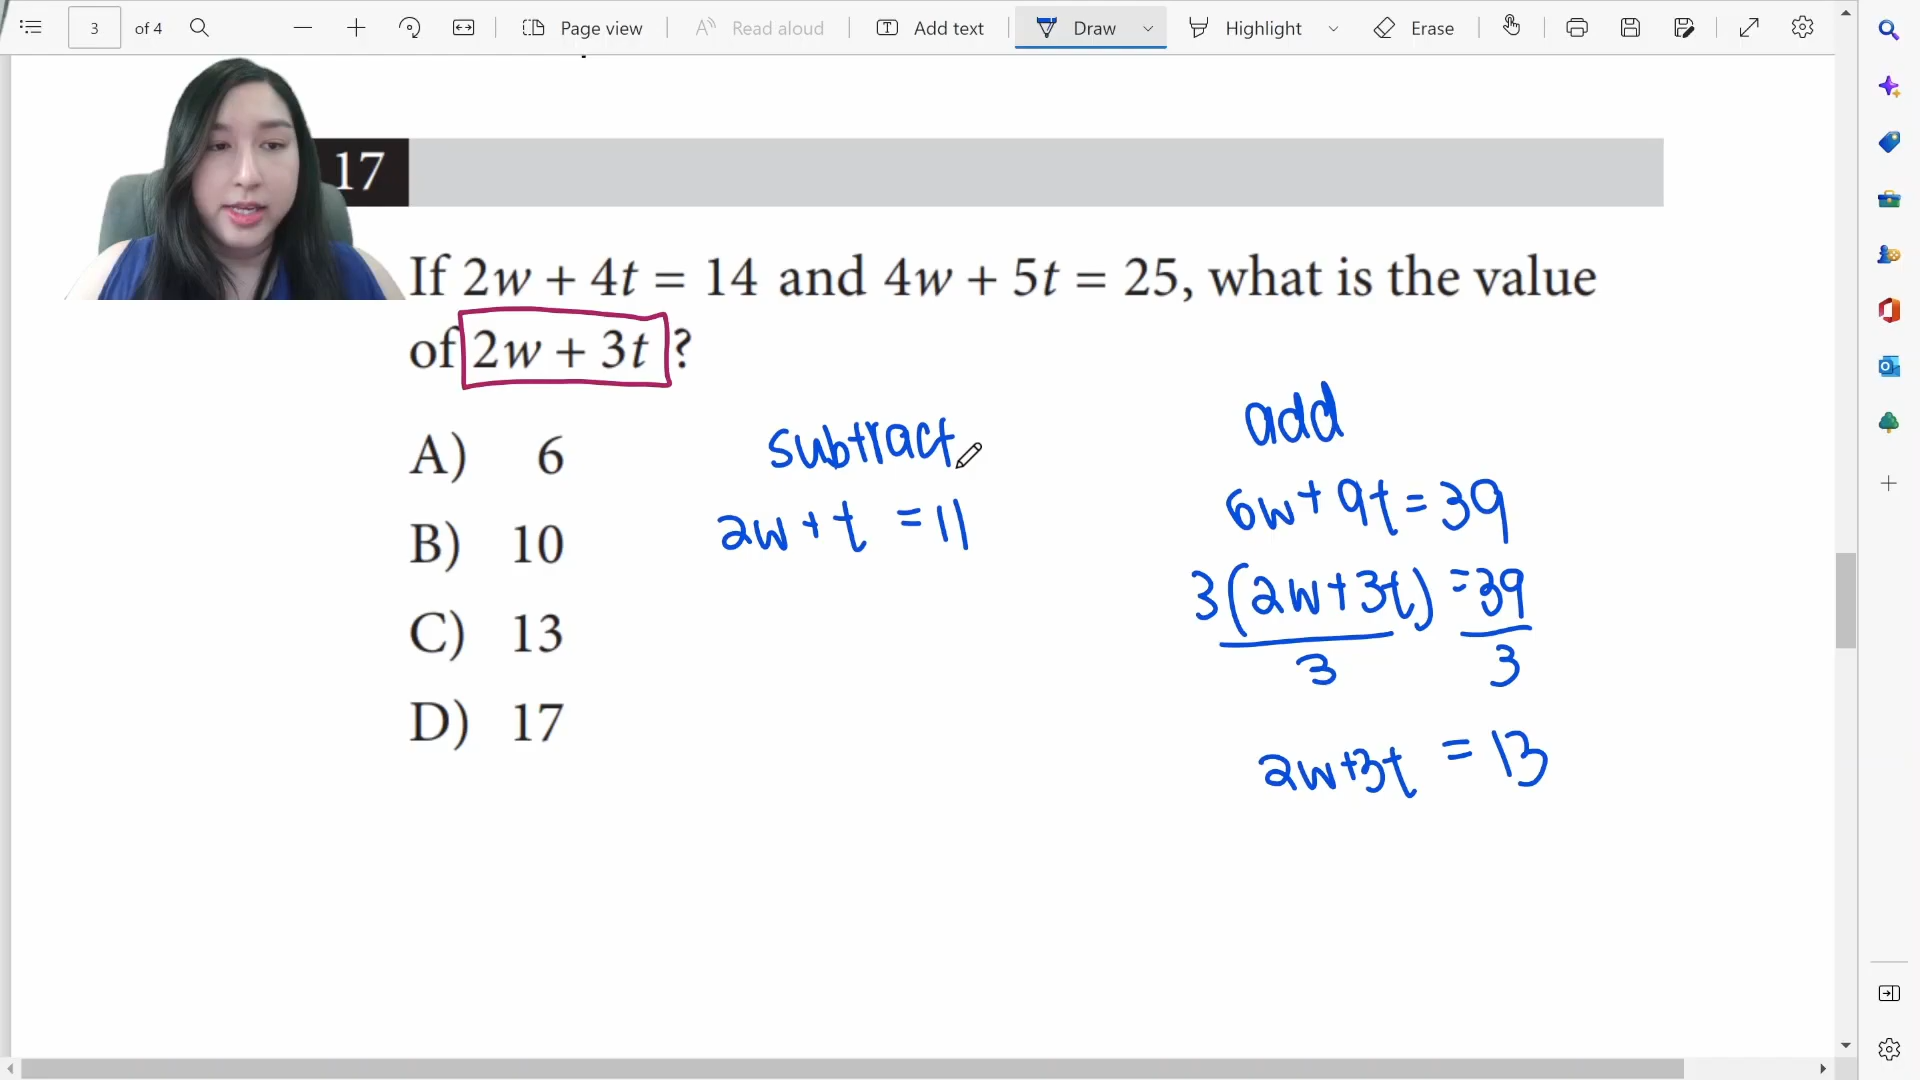 3 of 4 Page view Read aloud Add text Draw Highlight Erase
17
If 2w + 4t = 14 and 4w + 5t = 25, what is the value
of 2w + 3t ?
A) 6
B) 10
C) 13
D) 17
subtract
2w + t = 11
add
6w + 9t = 39
3(2w + 3t) = 39
3 3
2w+3t = 13